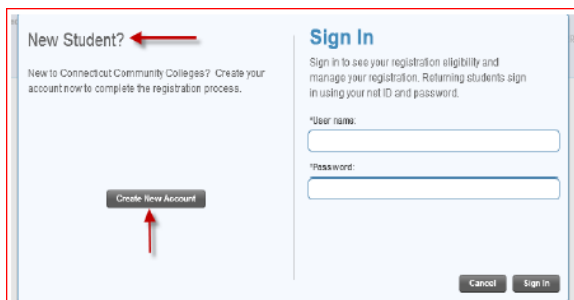 New Student?
New to Connecticut Community Colleges? Create your
account now to complete the registration process.
Create New Account
Sign In
Sign in to see your registration eligibility and
manage your registration. Returning students sign
in using your net ID and password.
*User name:
*Password:
Cancel Sign In